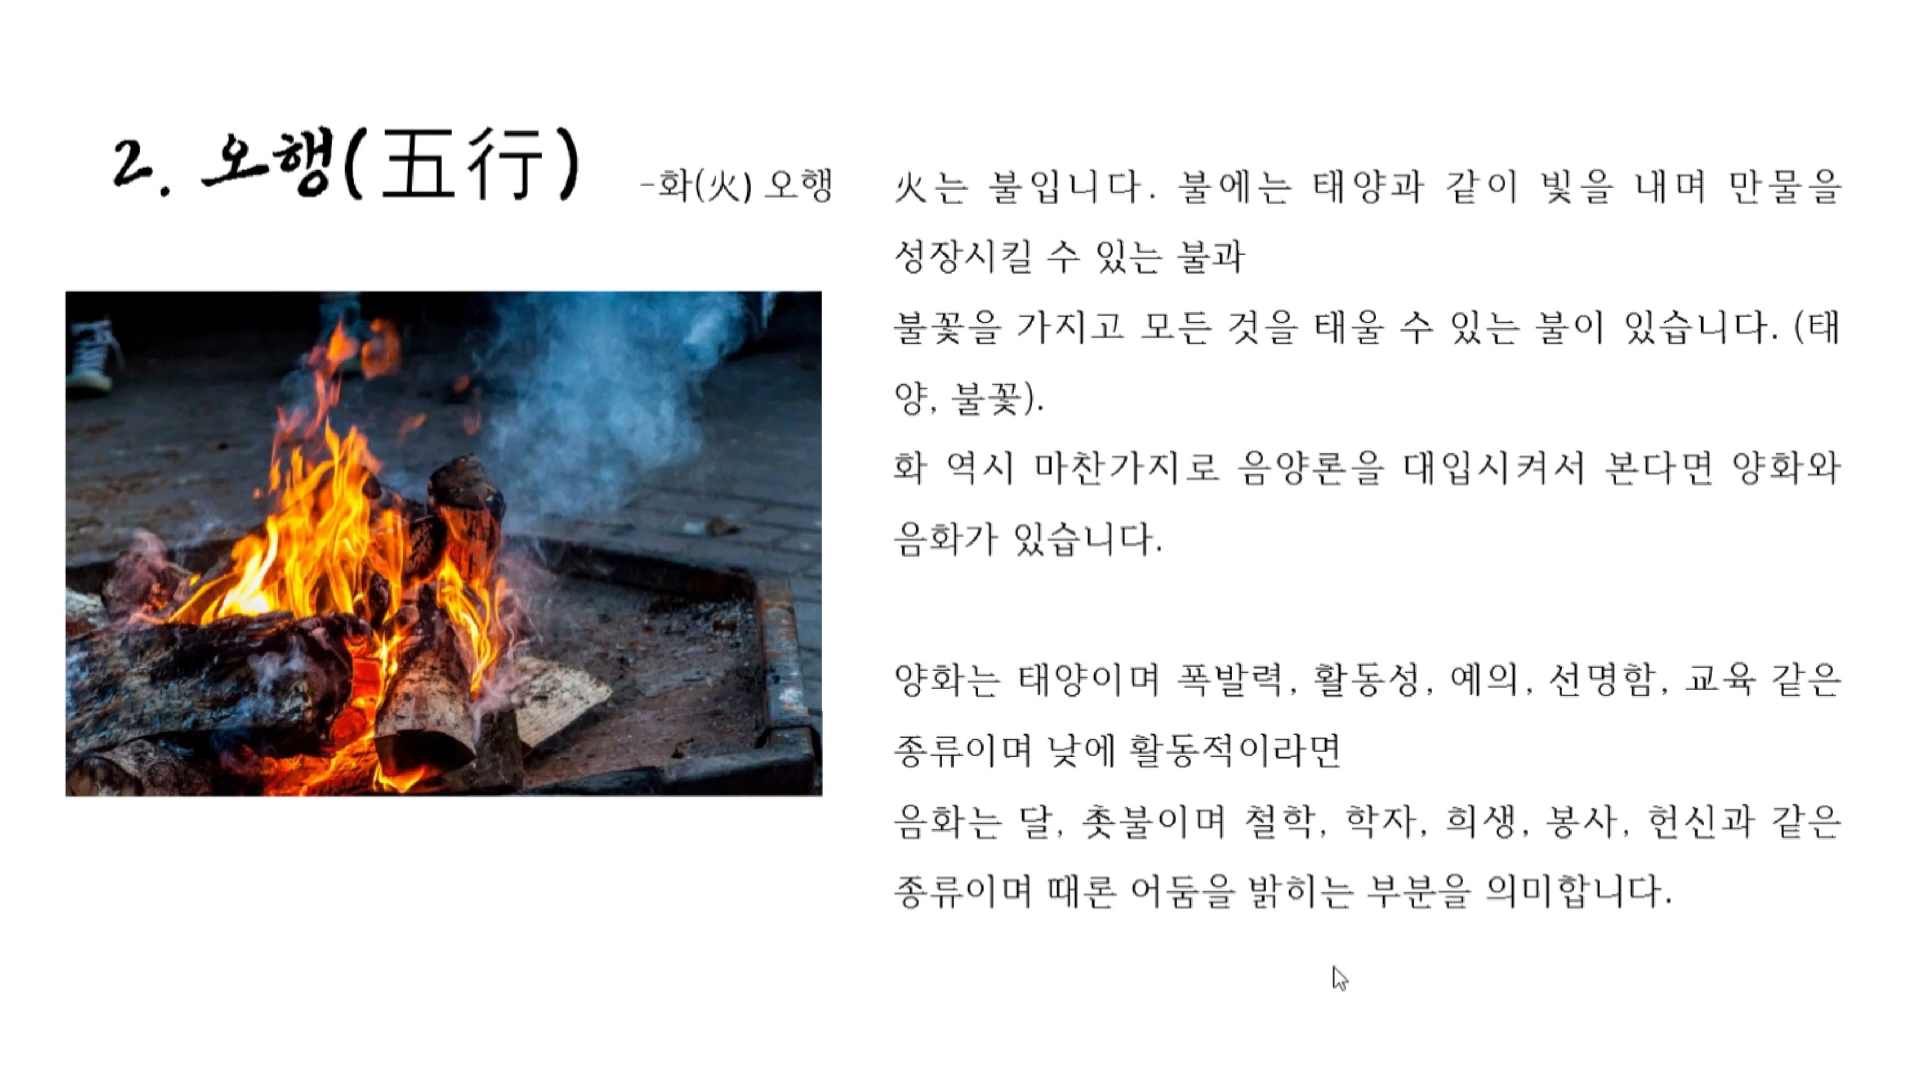 2. 오행(五行)
-화(火) 오행
火는 불입니다. 불에는 태양과 같이 빛을 내며 만물을
성장시킬 수 있는 불과
불꽃을 가지고 모든 것을 태울 수 있는 불이 있습니다. (태
양, 불꽃).
화 역시 마찬가지로 음양론을 대입시켜서 본다면 양화와
음화가 있습니다.
양화는 태양이며 폭발력, 활동성, 예의, 선명함, 교육 같은
종류이며 낮에 활동적이라면
음화는 달, 촛불이며 철학, 학자, 희생, 봉사, 헌신과 같은
종류이며 때론 어둠을 밝히는 부분을 의미합니다.